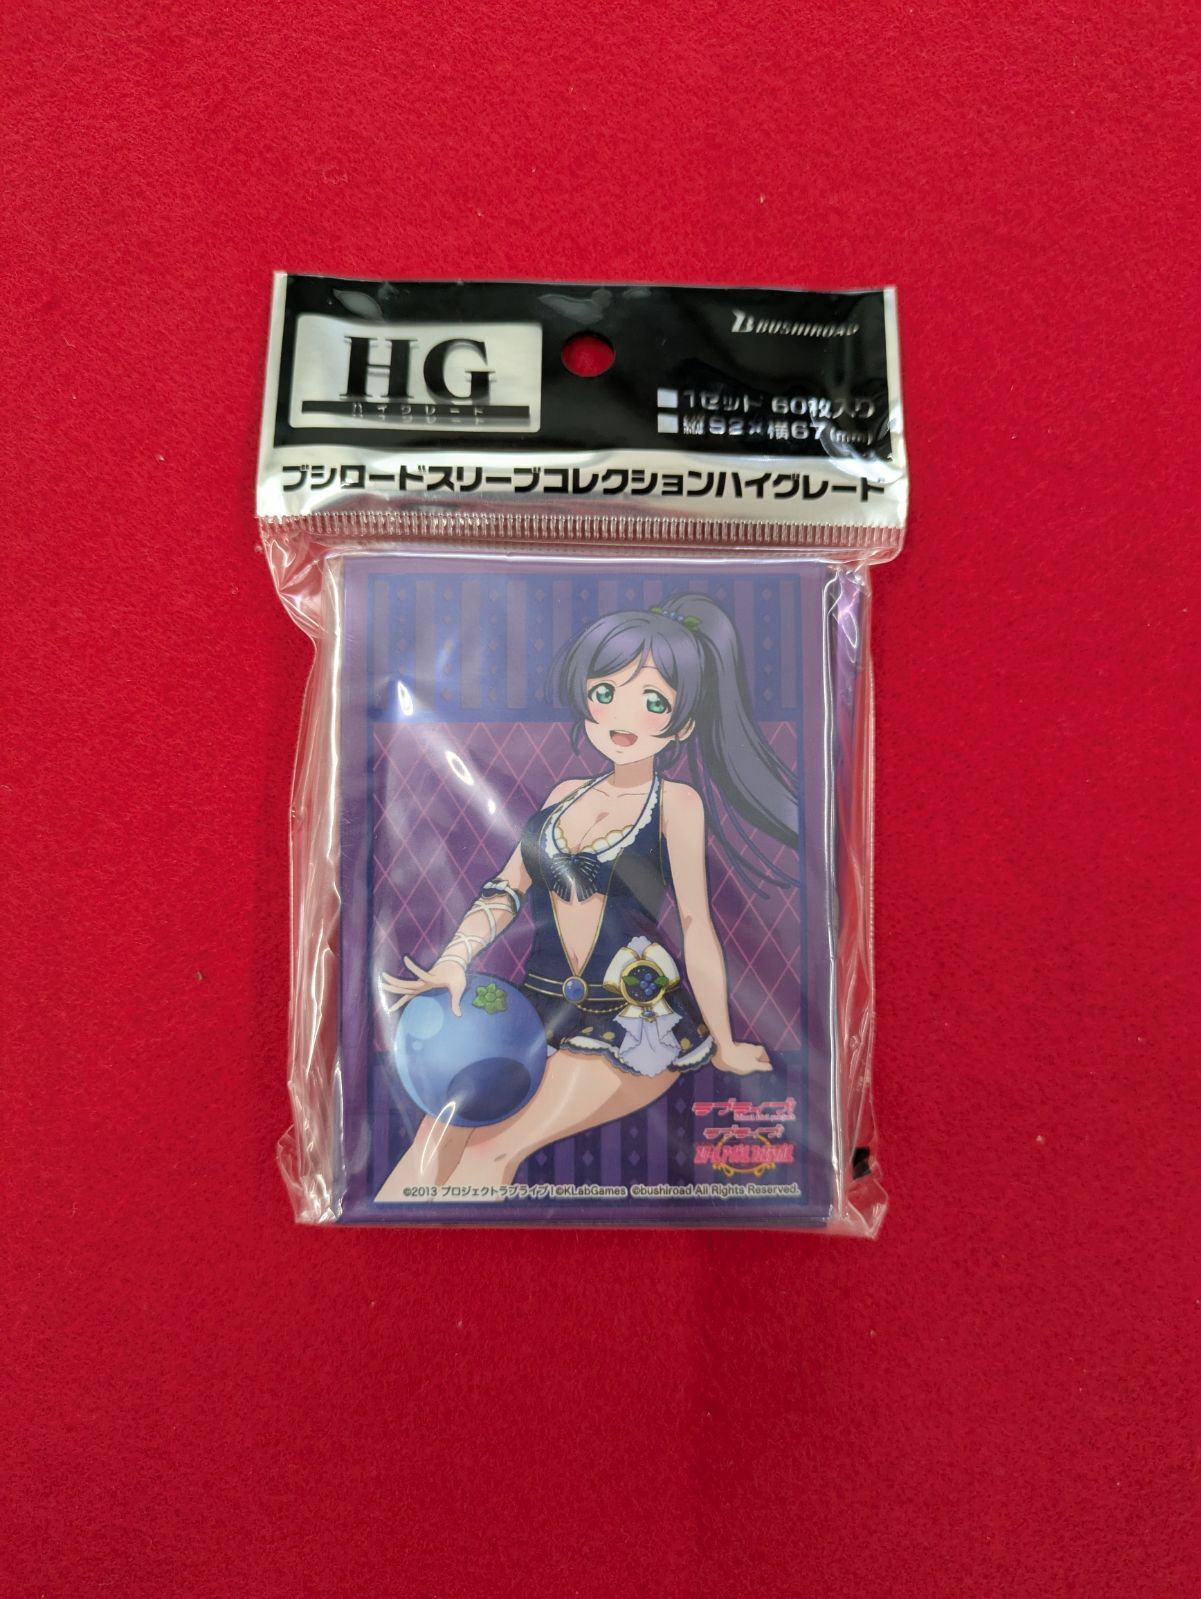 HG
ハイグレード
BUSHIROAD
■1セット 60枚入り
■縦92×横67(mm)
ブシロードスリーブコレクションハイグレード
ラブライブ!
School idol project
ラブライブ!
©2013 プロジェクトラブライブ!©KLabGames ©bushiroad All Rights Reserved.